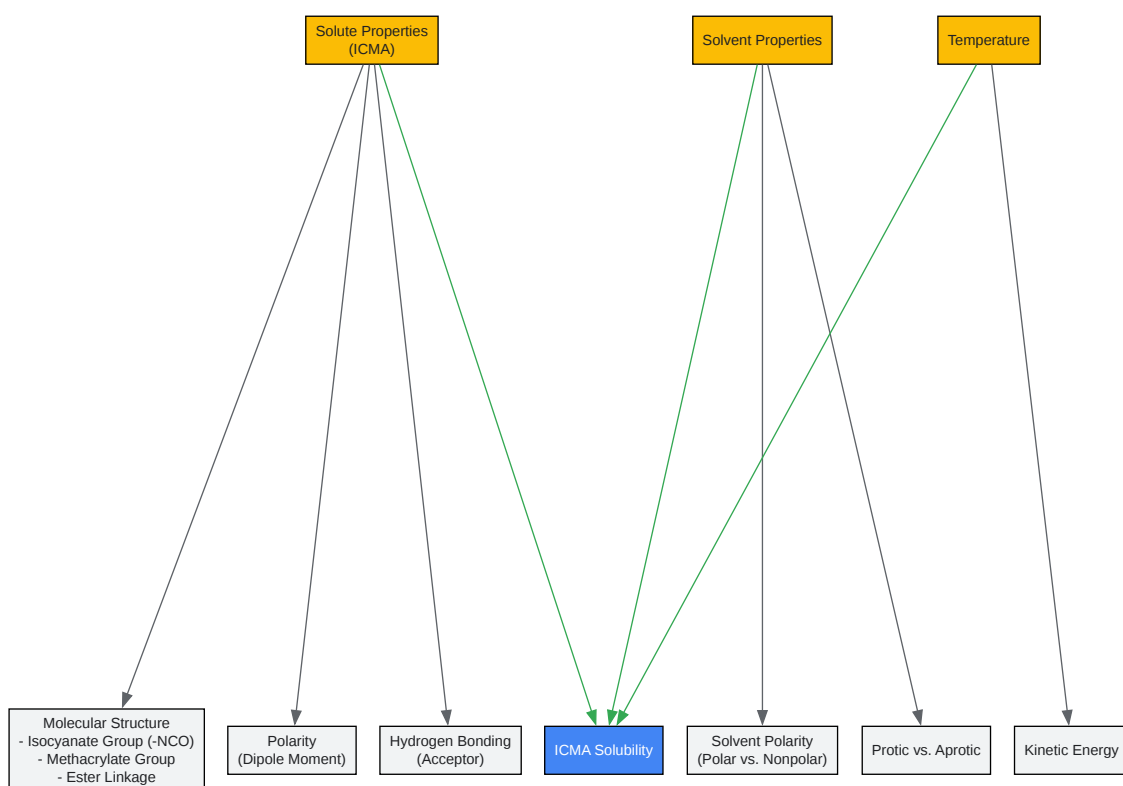 Solute Properties
(ICMA)
Solvent Properties
Temperature
Molecular Structure
- Isocyanate Group (-NCO)
- Methacrylate Group
- Ester Linkage
Polarity
(Dipole Moment)
Hydrogen Bonding
(Acceptor)
ICMA Solubility
Solvent Polarity
(Polar vs. Nonpolar)
Protic vs. Aprotic
Kinetic Energy